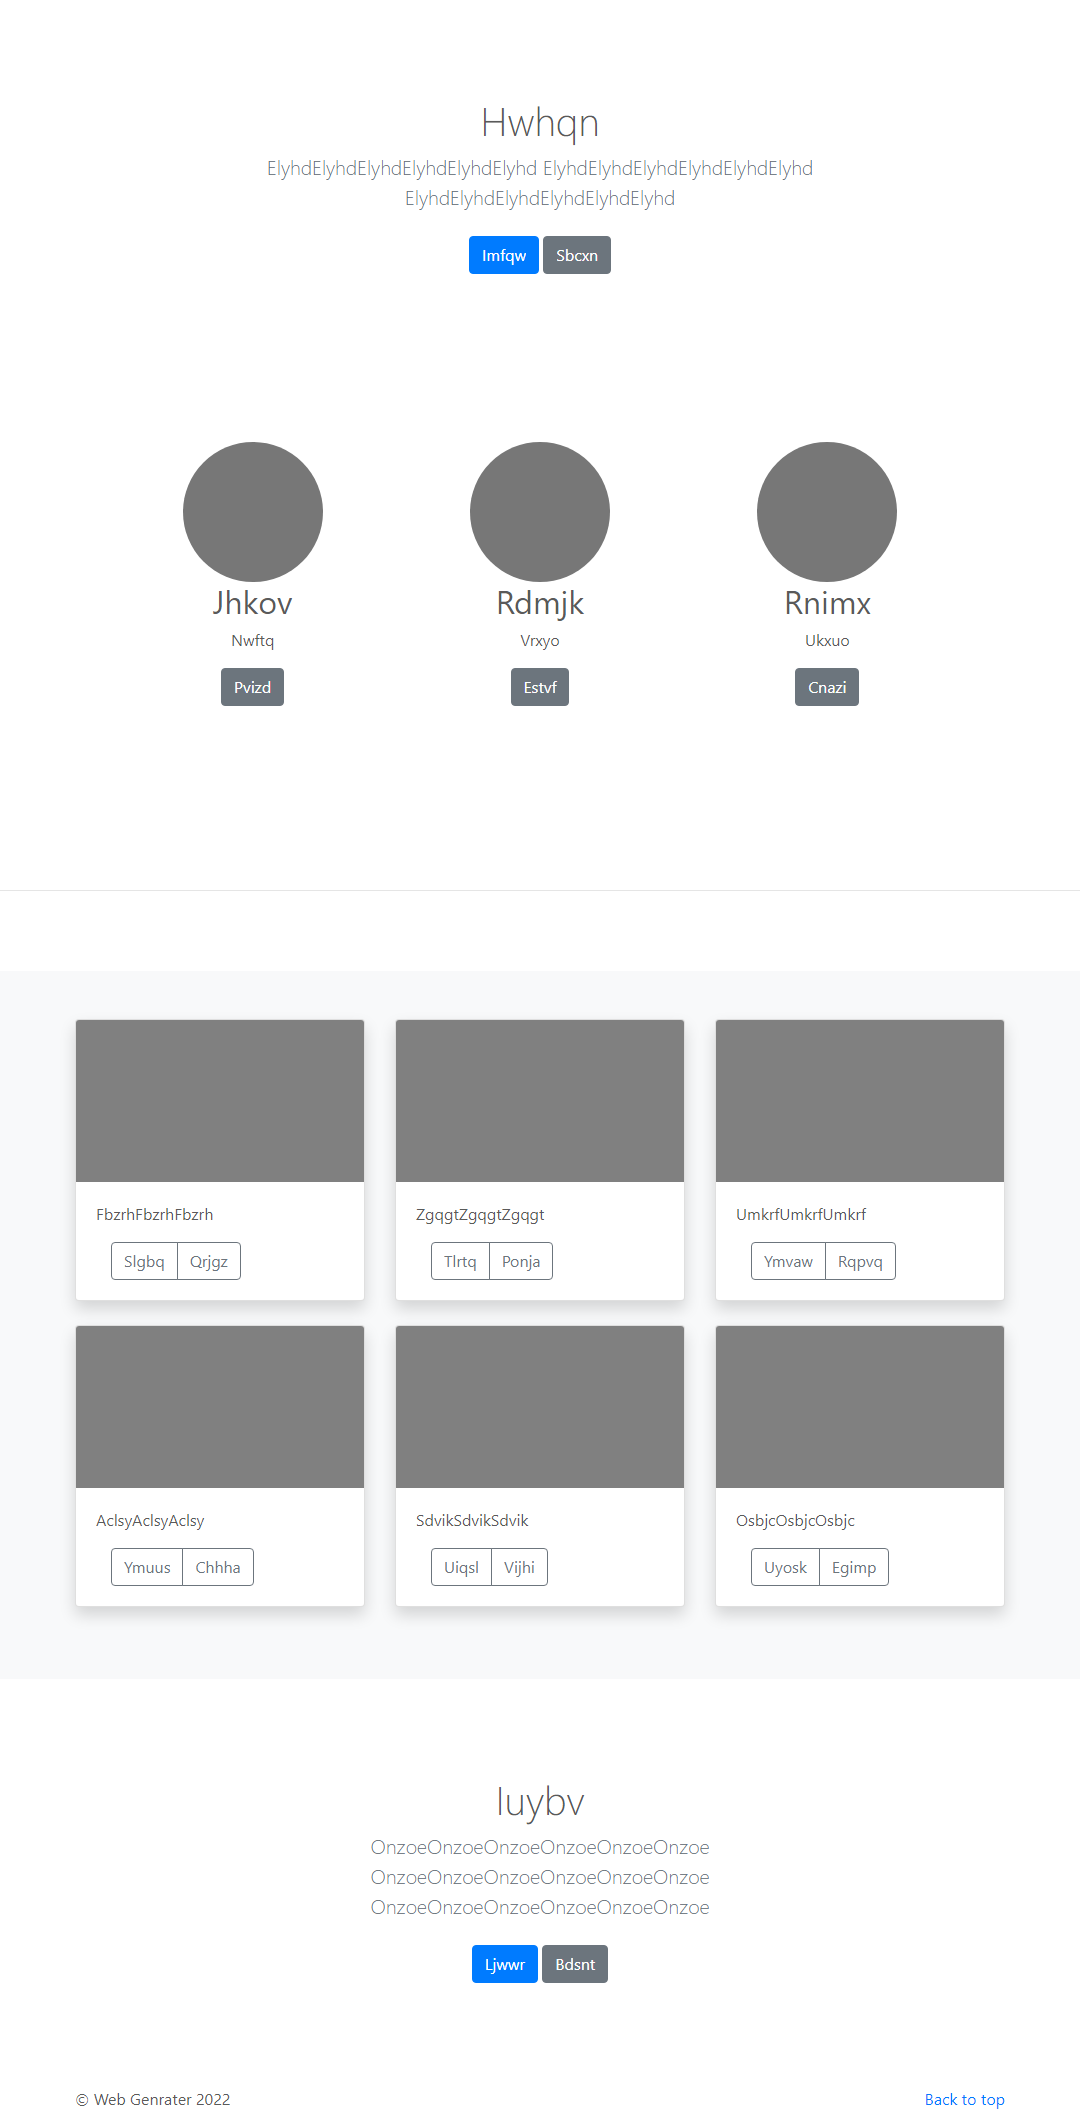 Hwhqn
ElyhdElyhdElyhdElyhdElyhdElyhd ElyhdElyhdElyhdElyhdElyhdElyhd
ElyhdElyhdElyhdElyhdElyhdElyhd
Imfqw Sbcxn
Jhkov Rdmjk Rnimx
Nwftq Vrxyo Ukxuo
Pvizd Estvf Cnazi
FbzrhFbzrhFbzrh ZgqgtZgqgtZgqgt UmkrfUmkrfUmkrf
Slgbq Qrjgz Tlrtq Ponja Ymvaw Rqpvq
AclsyAclsyAclsy SdvikSdvikSdvik OsbjcOsbjcOsbjc
Ymuus Chhha Uiqsl Vijhi Uyosk Egimp
Iuybv
OnzoeOnzoeOnzoeOnzoeOnzoeOnzoe
OnzoeOnzoeOnzoeOnzoeOnzoeOnzoe
OnzoeOnzoeOnzoeOnzoeOnzoeOnzoe
Ljwwr Bdsnt
© Web Genrater 2022 Back to top